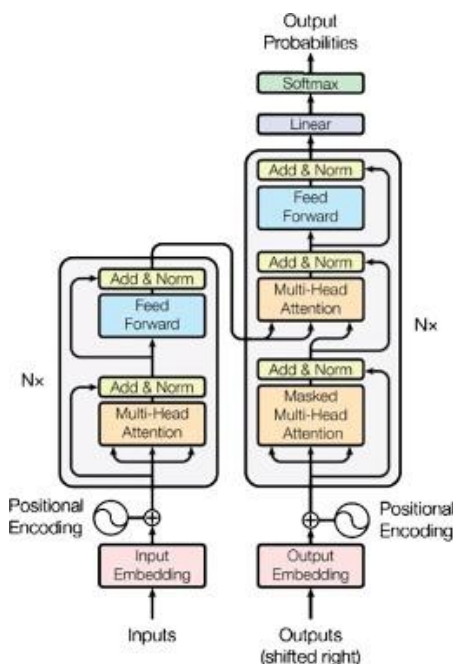 Output
Probabilities
Softmax
Linear
Add & Norm
Feed
Forward
Add & Norm
Multi-Head
Attention
Nx
Add & Norm
Masked
Multi-Head
Attention
Add & Norm
Feed
Forward
Nx
Add & Norm
Multi-Head
Attention
Positional
Encoding
Positional
Encoding
Input
Embedding
Output
Embedding
Inputs
Outputs
(shifted right)